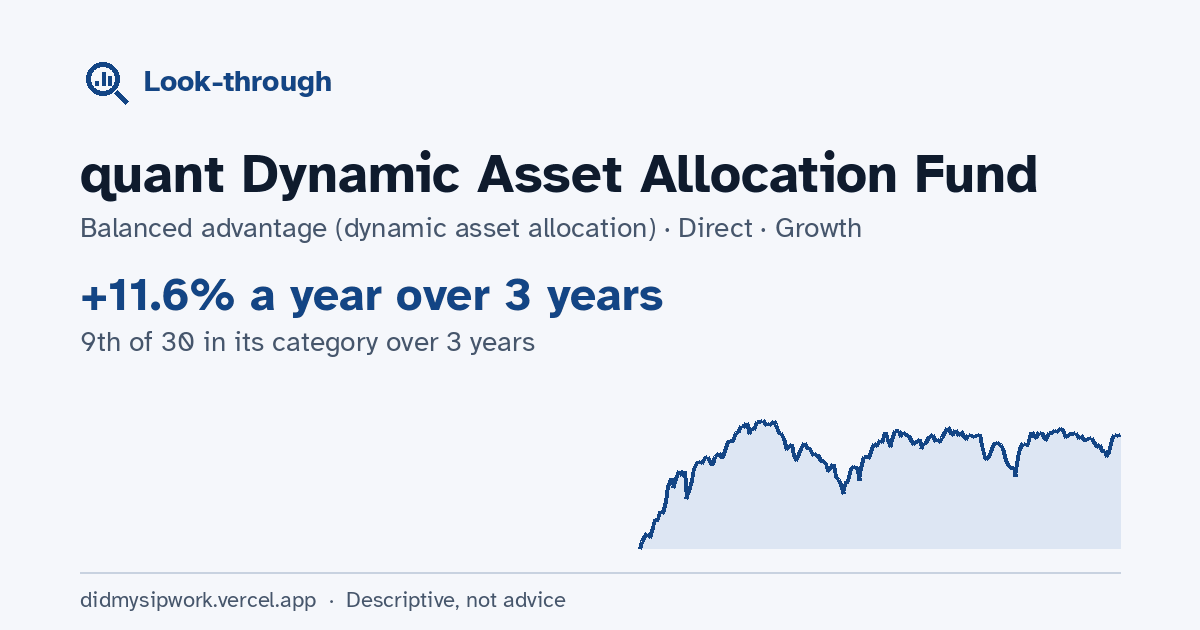 Look-through
quant Dynamic Asset Allocation Fund
Balanced advantage (dynamic asset allocation) · Direct · Growth
+11.6% a year over 3 years
9th of 30 in its category over 3 years
didmysipwork.vercel.app · Descriptive, not advice